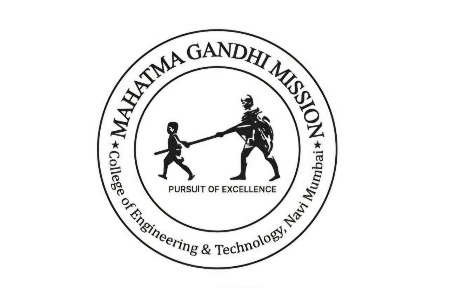 ★ MAHATMA GANDHI MISSION ★
PURSUIT OF EXCELLENCE
College of Engineering & Technology, Navi Mumbai